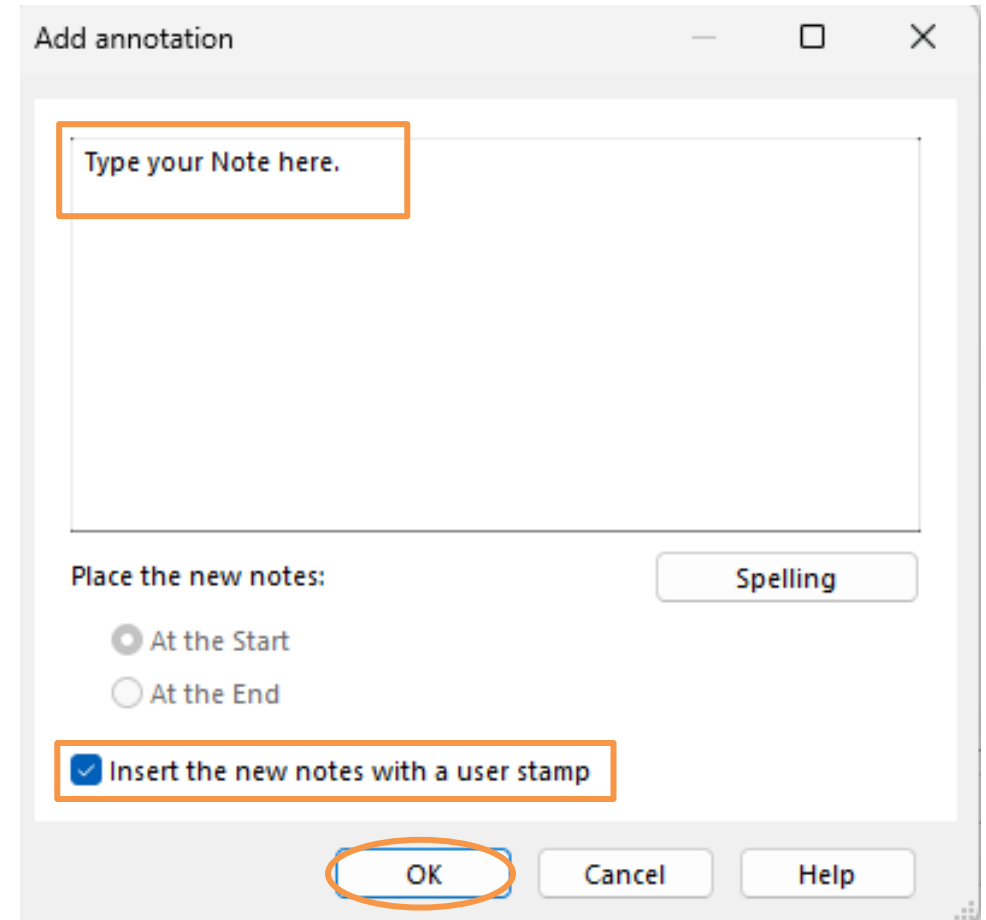 Add annotation
Type your Note here.
Place the new notes:
Spelling
At the Start
At the End
Insert the new notes with a user stamp
OK
Cancel
Help